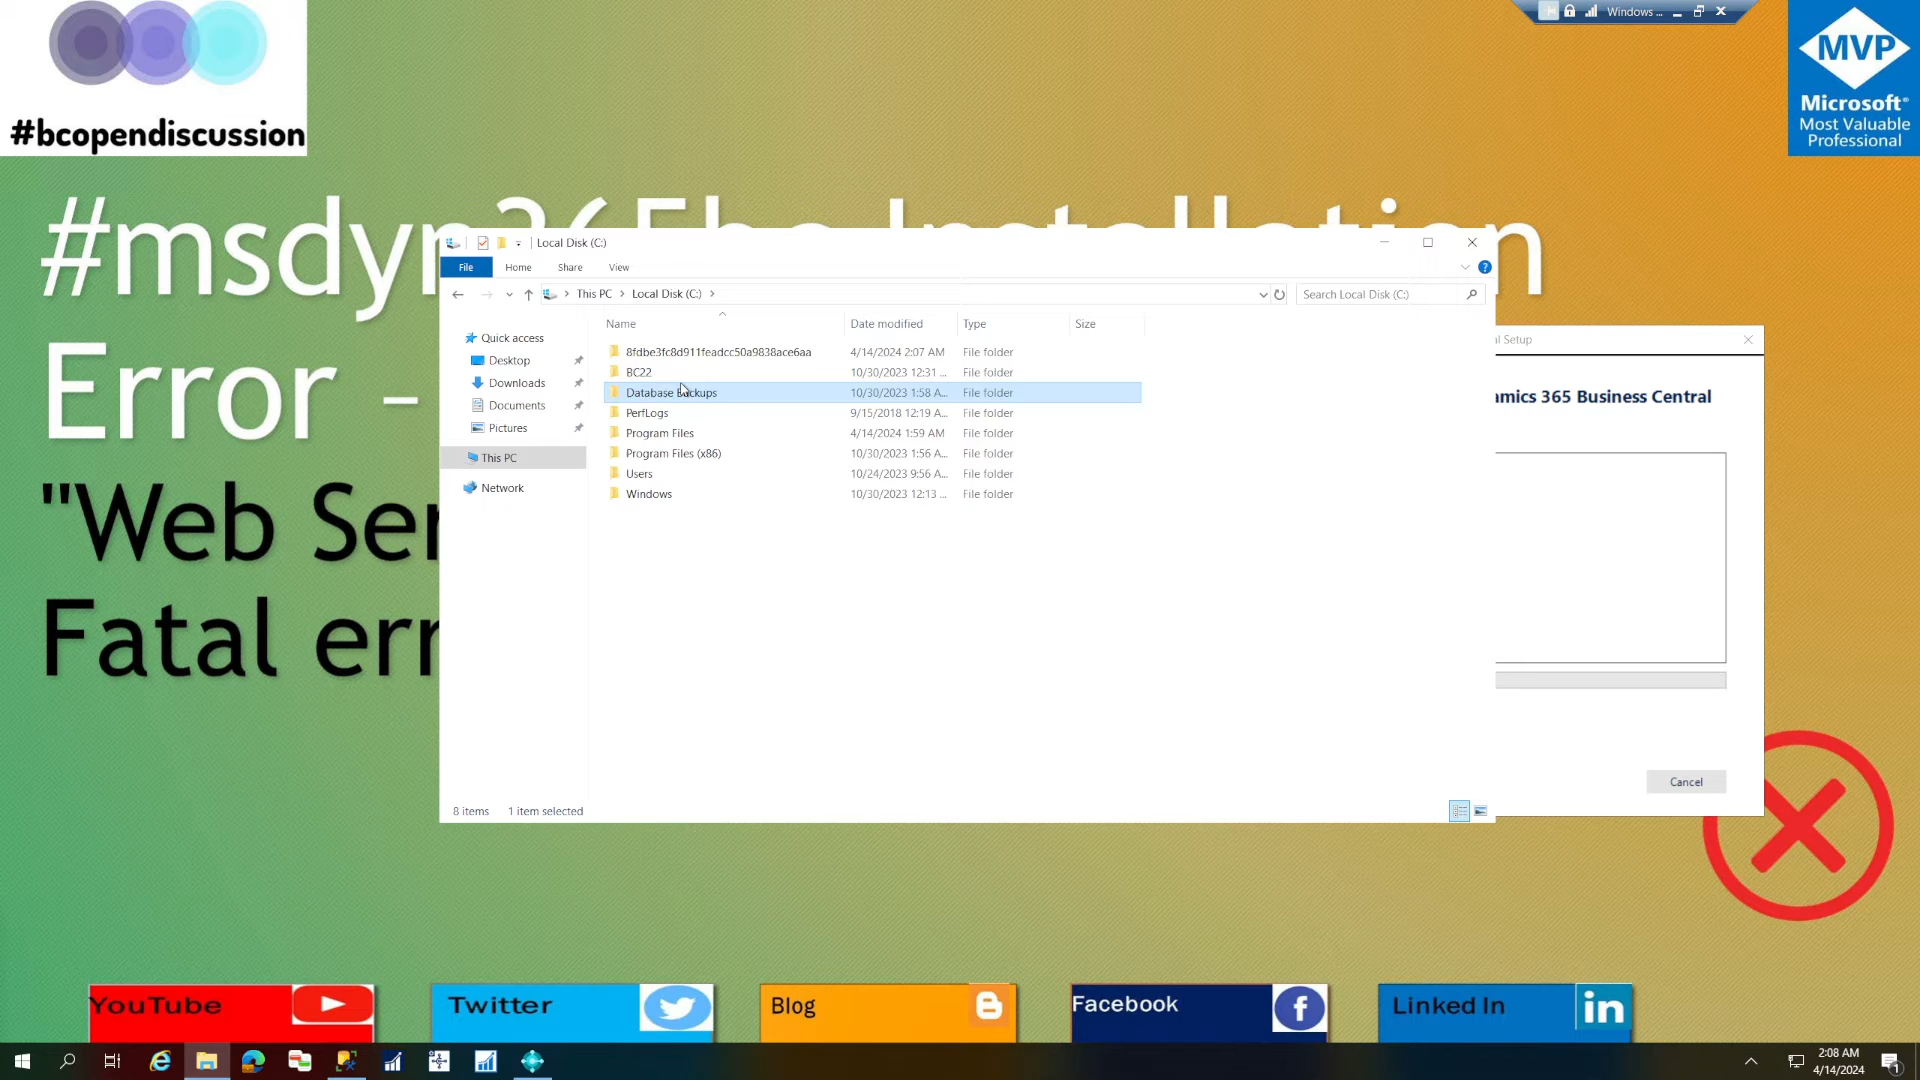 Windows ...
#bcopendiscussion
MVP
Microsoft
Most Valuable
Professional
#msdyn365bc Installation
Error –
"Web Ser
Fatal err
Local Disk (C:)
File Home Share View
This PC > Local Disk (C:) >
Search Local Disk (C:)
Name Date modified Type Size
Quick access
Desktop
Downloads
Documents
Pictures
This PC
Network
8fdbe3fc8d911feadcc50a9838ace6aa 4/14/2024 2:07 AM File folder
BC22 10/30/2023 12:31 ... File folder
Database Backups 10/30/2023 1:58 A... File folder
PerfLogs 9/15/2018 12:19 A... File folder
Program Files 4/14/2024 1:59 AM File folder
Program Files (x86) 10/30/2023 1:56 A... File folder
Users 10/24/2023 9:56 A... File folder
Windows 10/30/2023 12:13 ... File folder
8 items 1 item selected
l Setup
amics 365 Business Central
Cancel
YouTube
Twitter
Blog
Facebook
Linked In
in
2:08 AM
4/14/2024
1